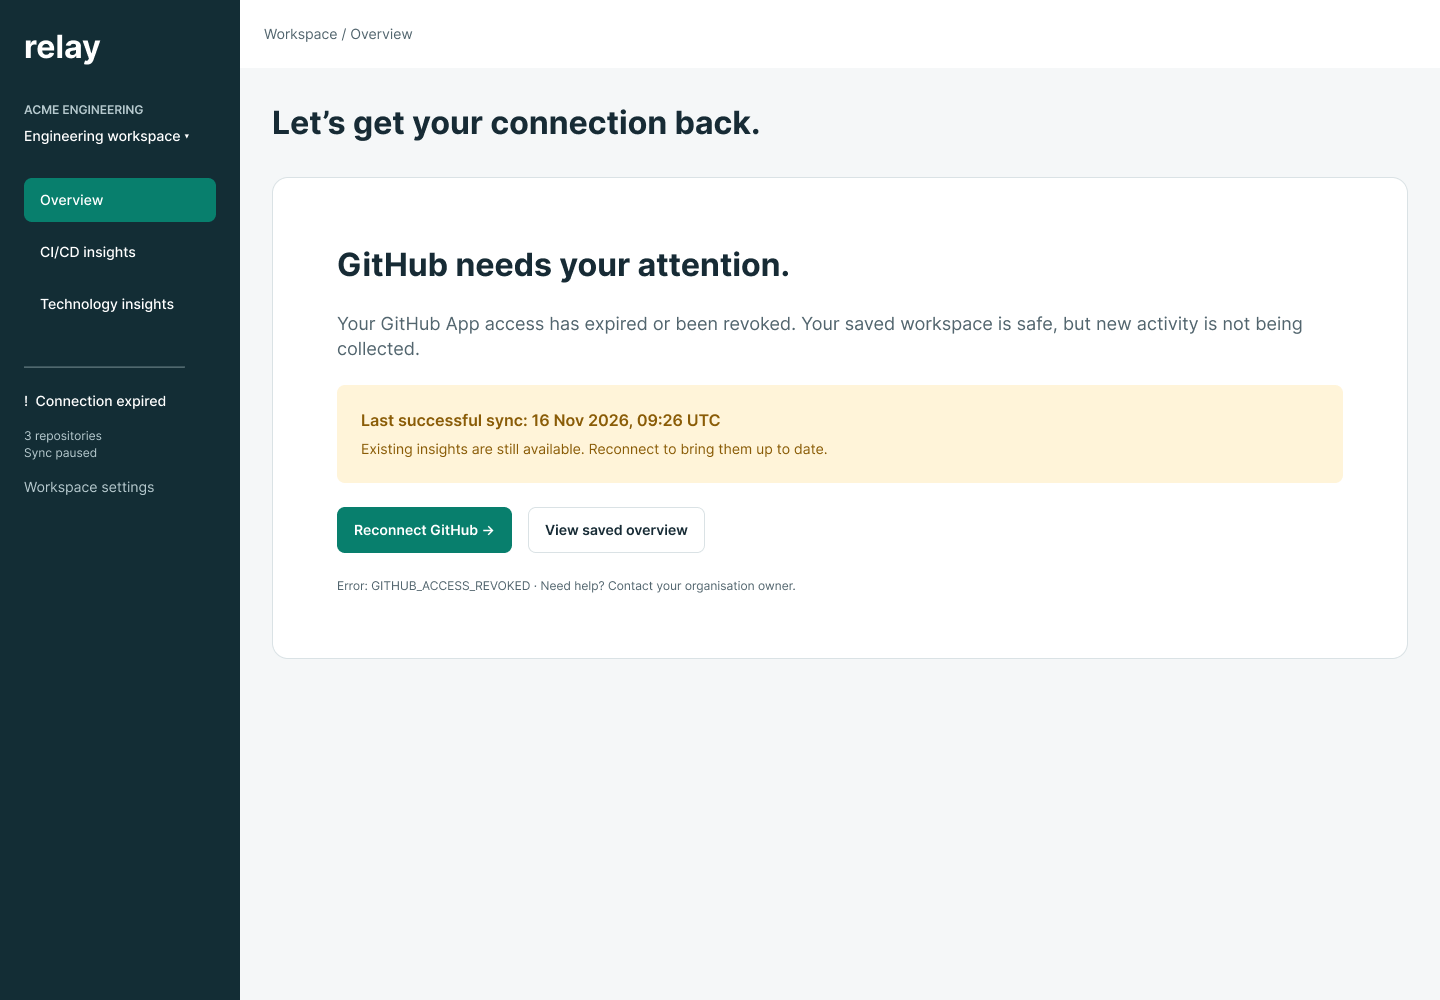 relay
ACME ENGINEERING
Engineering workspace ▾
Overview
CI/CD insights
Technology insights
! Connection expired
3 repositories
Sync paused
Workspace settings
Workspace / Overview
Let’s get your connection back.
GitHub needs your attention.
Your GitHub App access has expired or been revoked. Your saved workspace is safe, but new activity is not being
collected.
Last successful sync: 16 Nov 2026, 09:26 UTC
Existing insights are still available. Reconnect to bring them up to date.
Reconnect GitHub →
View saved overview
Error: GITHUB_ACCESS_REVOKED · Need help? Contact your organisation owner.